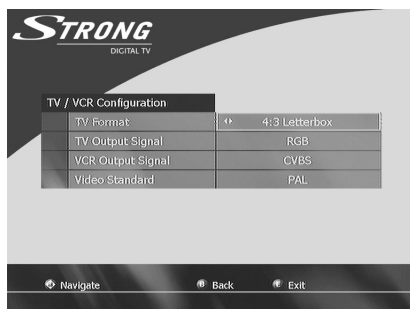 STRONG
DIGITAL TV
TV / VCR Configuration
TV Format 4:3 Letterbox
TV Output Signal RGB
VCR Output Signal CVBS
Video Standard PAL
Navigate B Back E Exit